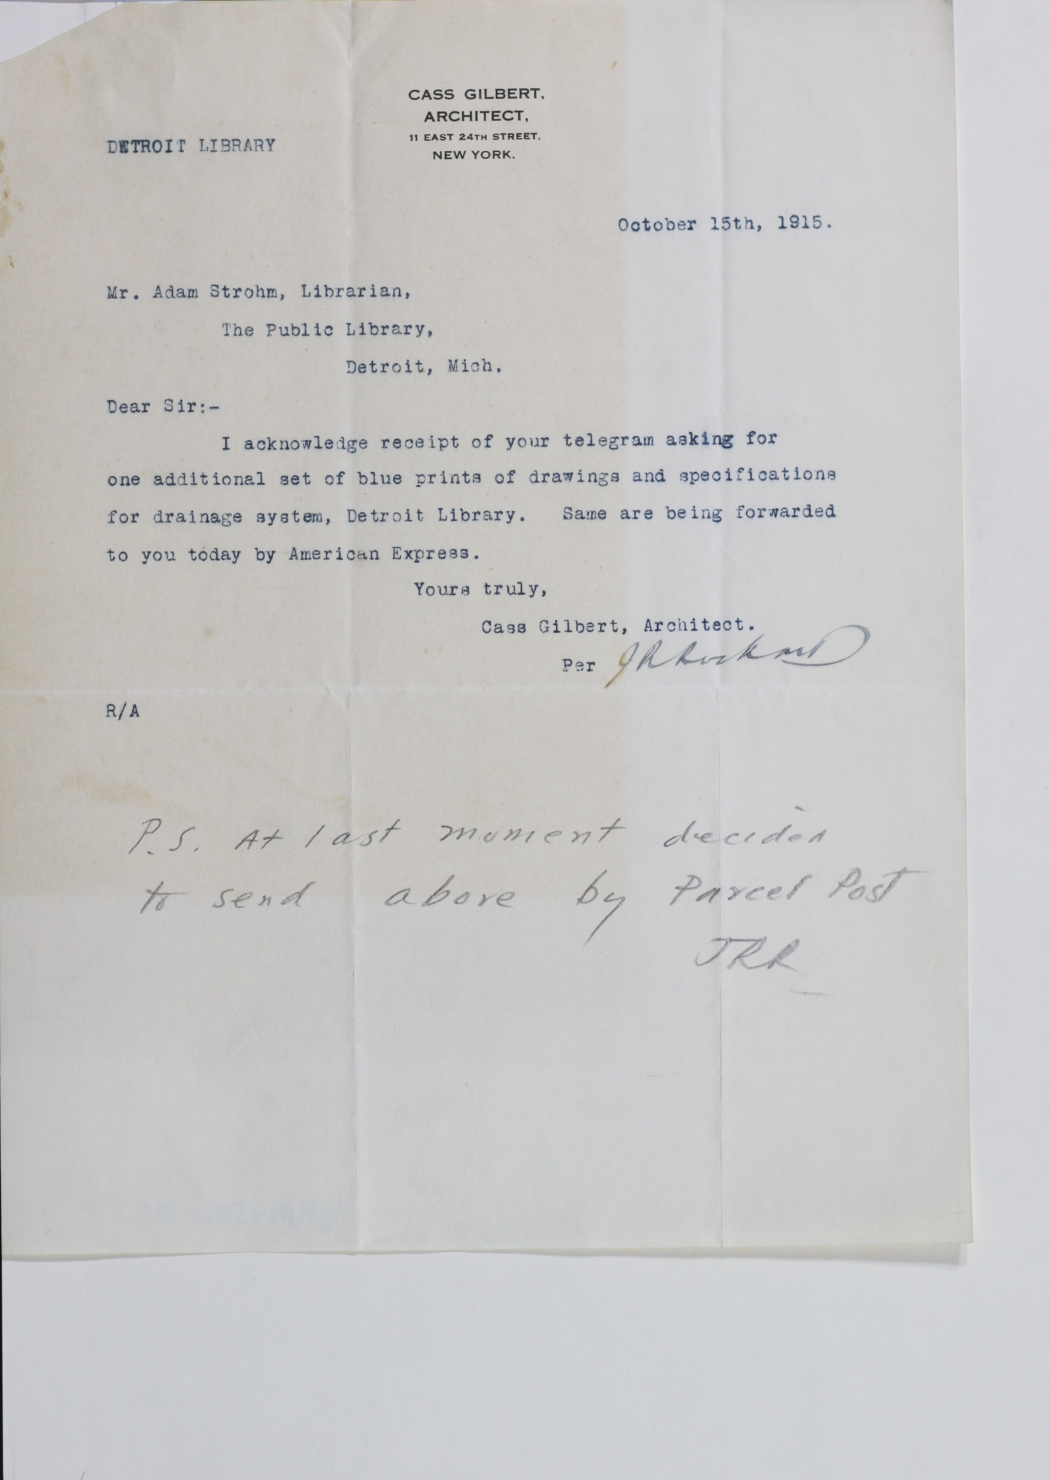 CASS GILBERT,
ARCHITECT,
11 EAST 24TH STREET,
NEW YORK.
DETROIT LIBRARY
October 15th, 1915.
Mr. Adam Strohm, Librarian,
The Public Library,
Detroit, Mich.
Dear Sir:-
I acknowledge receipt of your telegram asking for
one additional set of blue prints of drawings and specifications
for drainage system, Detroit Library. Same are being forwarded
to you today by American Express.
Yours truly,
Cass Gilbert, Architect.
Per J R Rockart
R/A
P.S. At last moment decided
to send above by Parcel Post
JRR